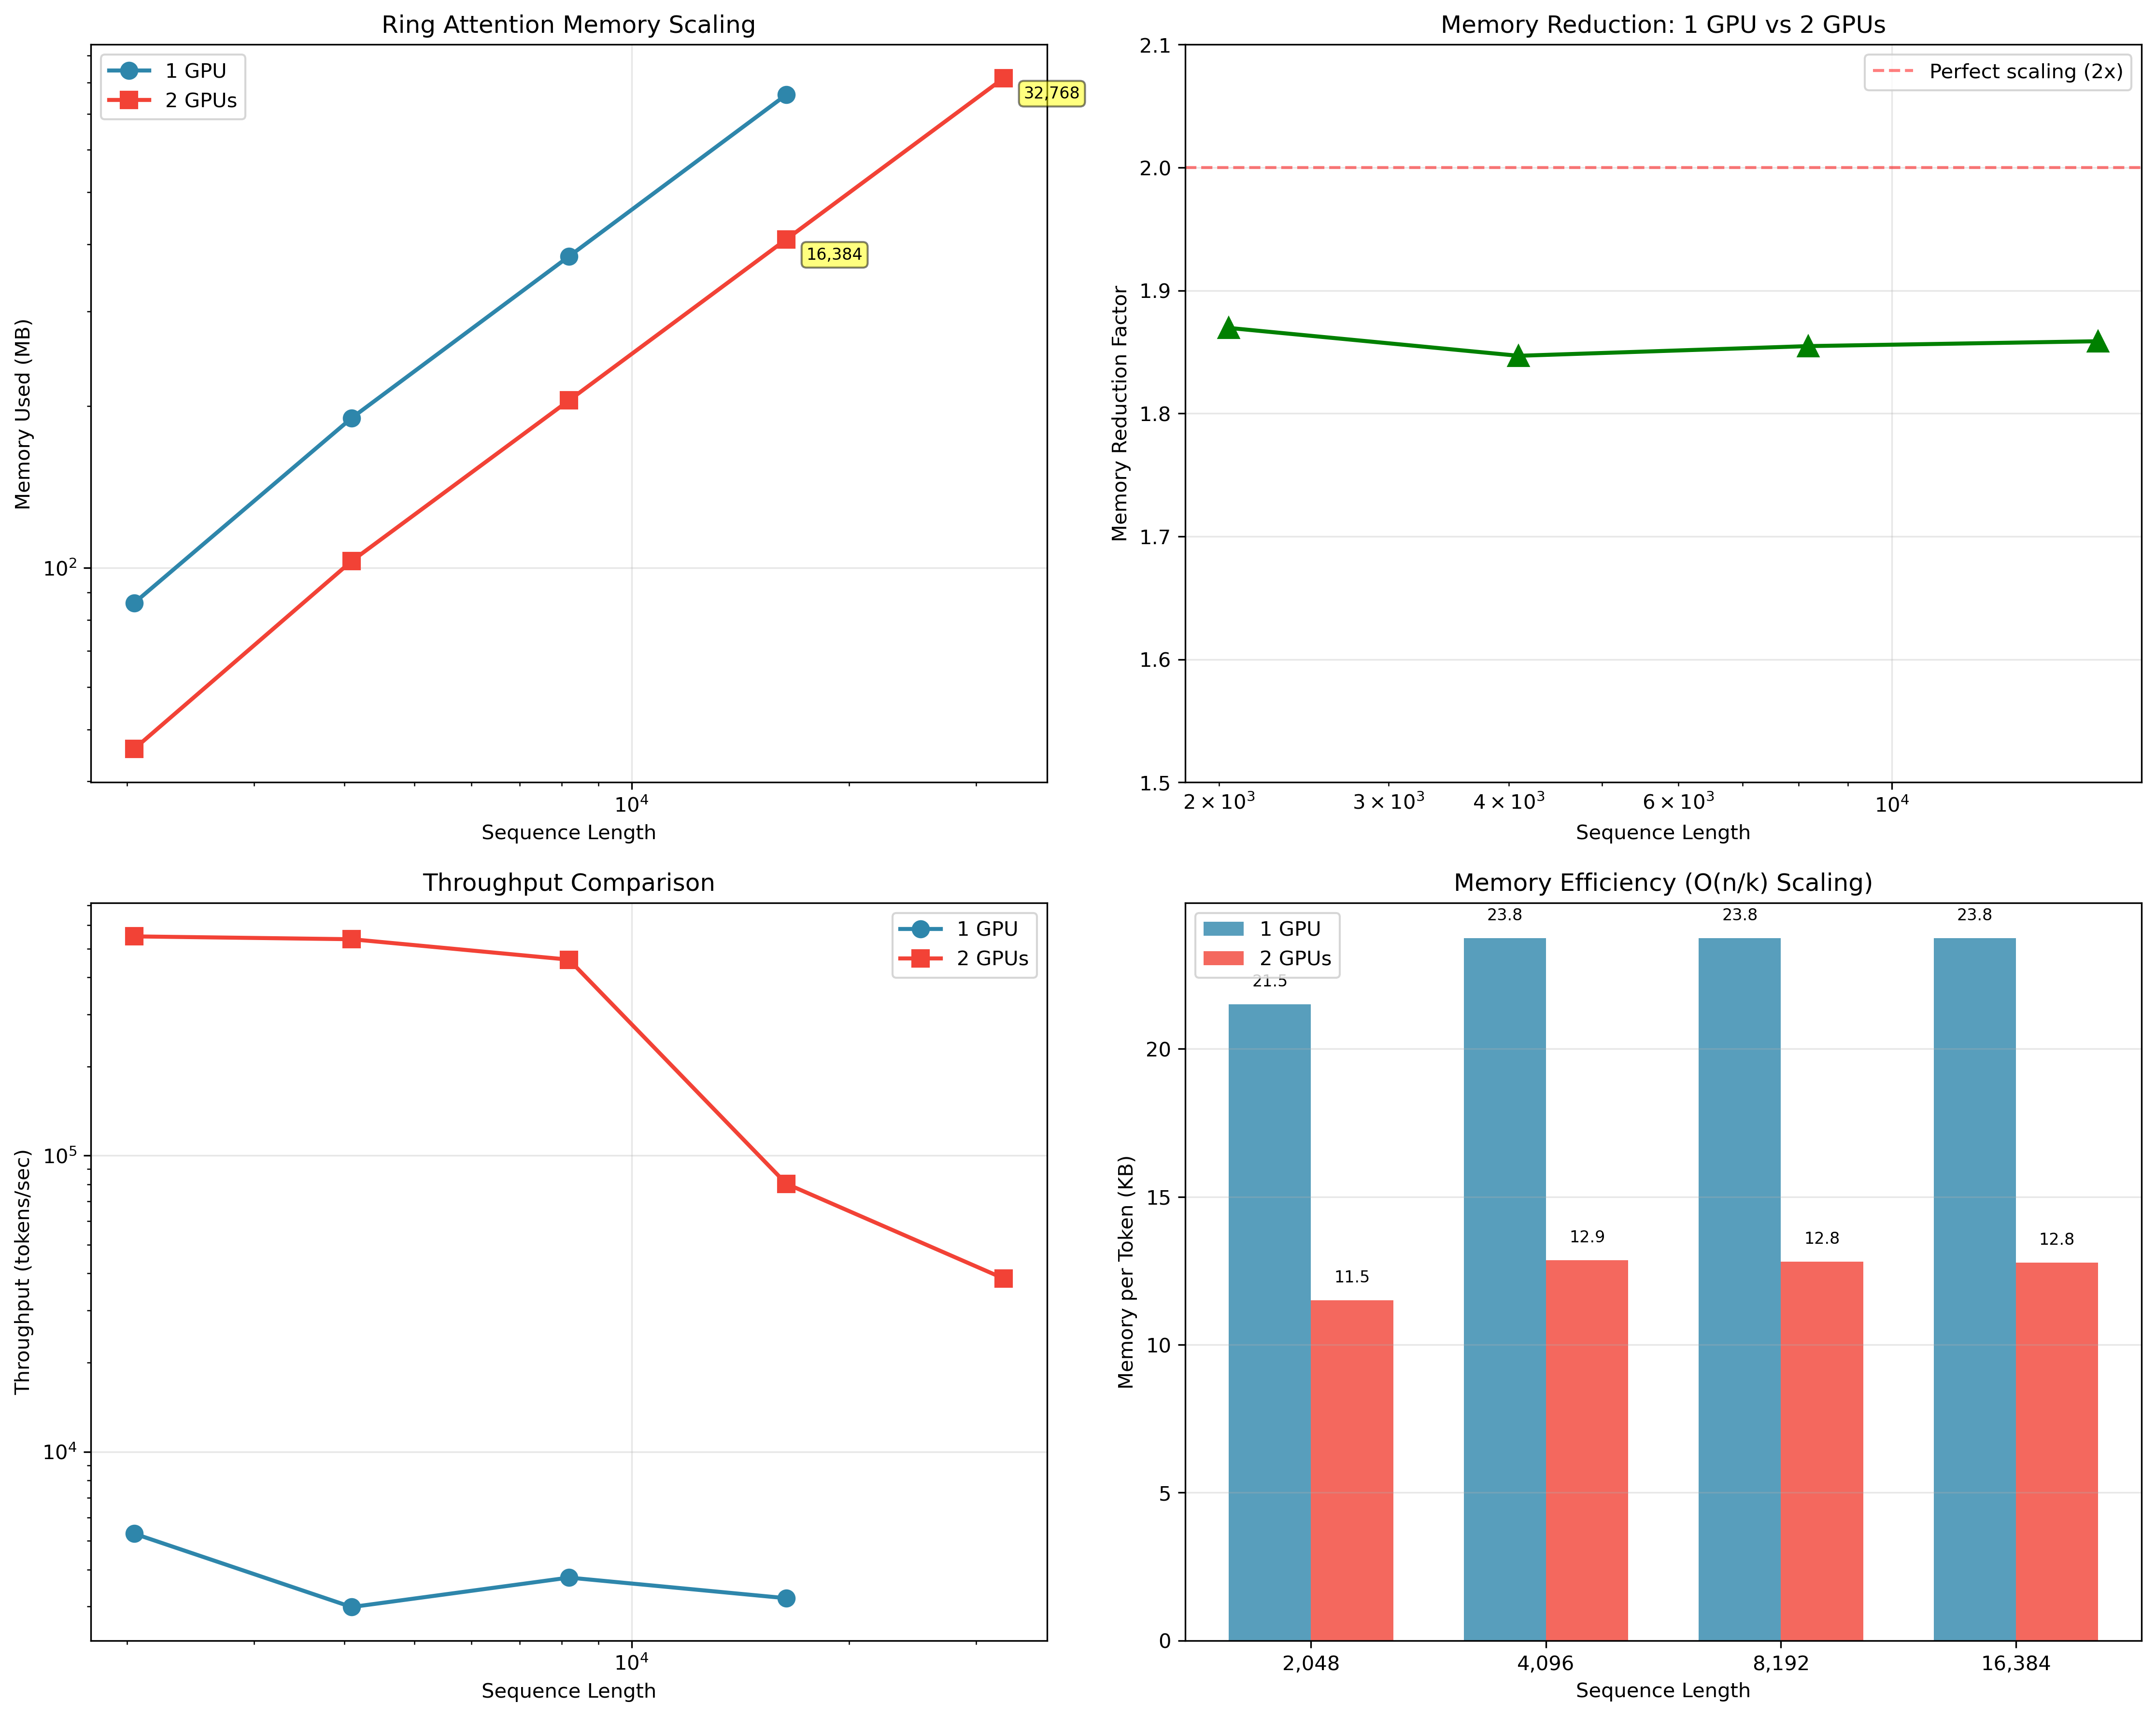 Ring Attention Memory Scaling
1 GPU
2 GPUs
32,768
16,384
Memory Used (MB)
10²
10⁴
Sequence Length
Memory Reduction: 1 GPU vs 2 GPUs
Perfect scaling (2x)
2.1
2.0
1.9
1.8
1.7
1.6
1.5
Memory Reduction Factor
2 × 10³
3 × 10³
4 × 10³
6 × 10³
10⁴
Sequence Length
Throughput Comparison
1 GPU
2 GPUs
Throughput (tokens/sec)
10⁵
10⁴
10⁴
Sequence Length
Memory Efficiency (O(n/k) Scaling)
1 GPU
2 GPUs
21.5
23.8
23.8
23.8
11.5
12.9
12.8
12.8
20
15
10
5
0
Memory per Token (KB)
2,048
4,096
8,192
16,384
Sequence Length